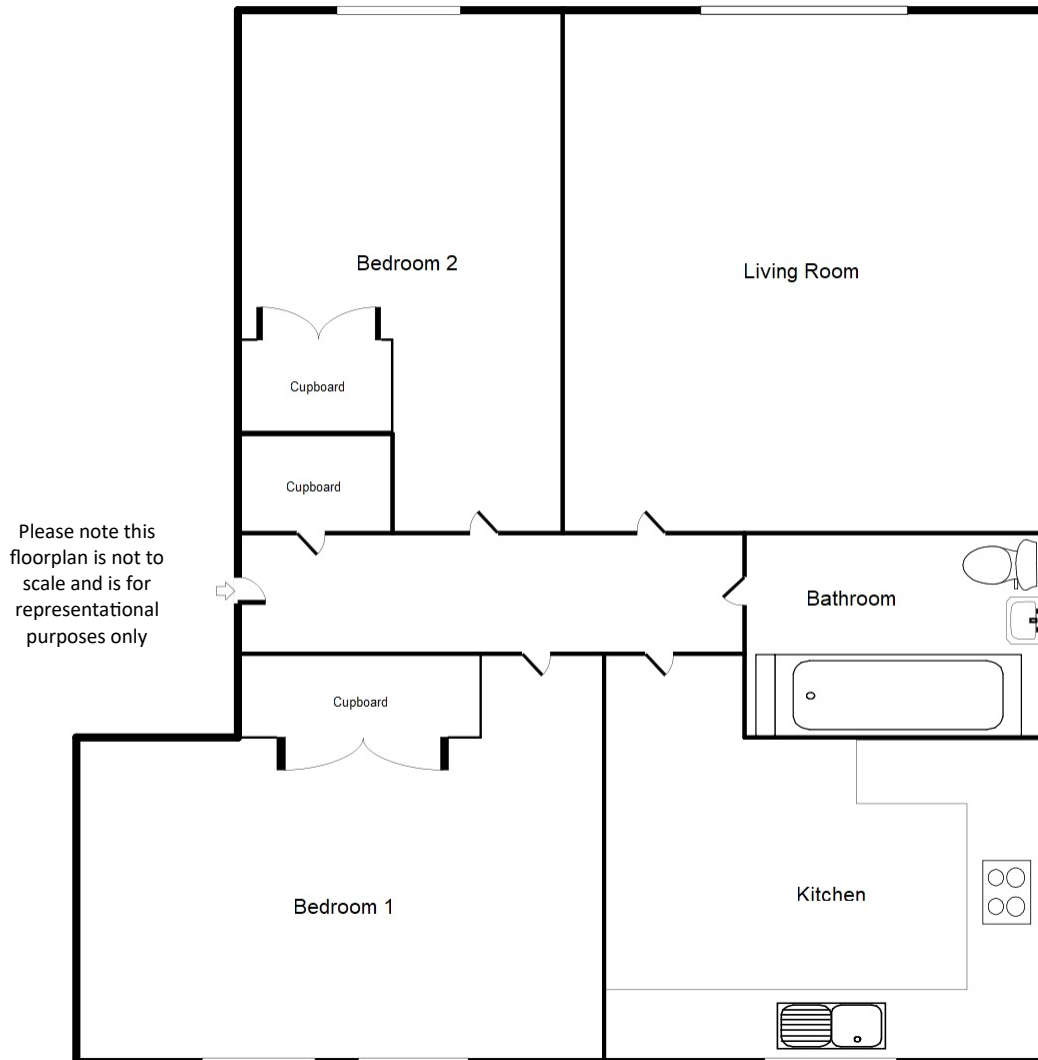 Bedroom 2
Living Room
Cupboard
Cupboard
Please note this
floorplan is not to
scale and is for
representational
purposes only
Bathroom
Cupboard
Bedroom 1
Kitchen